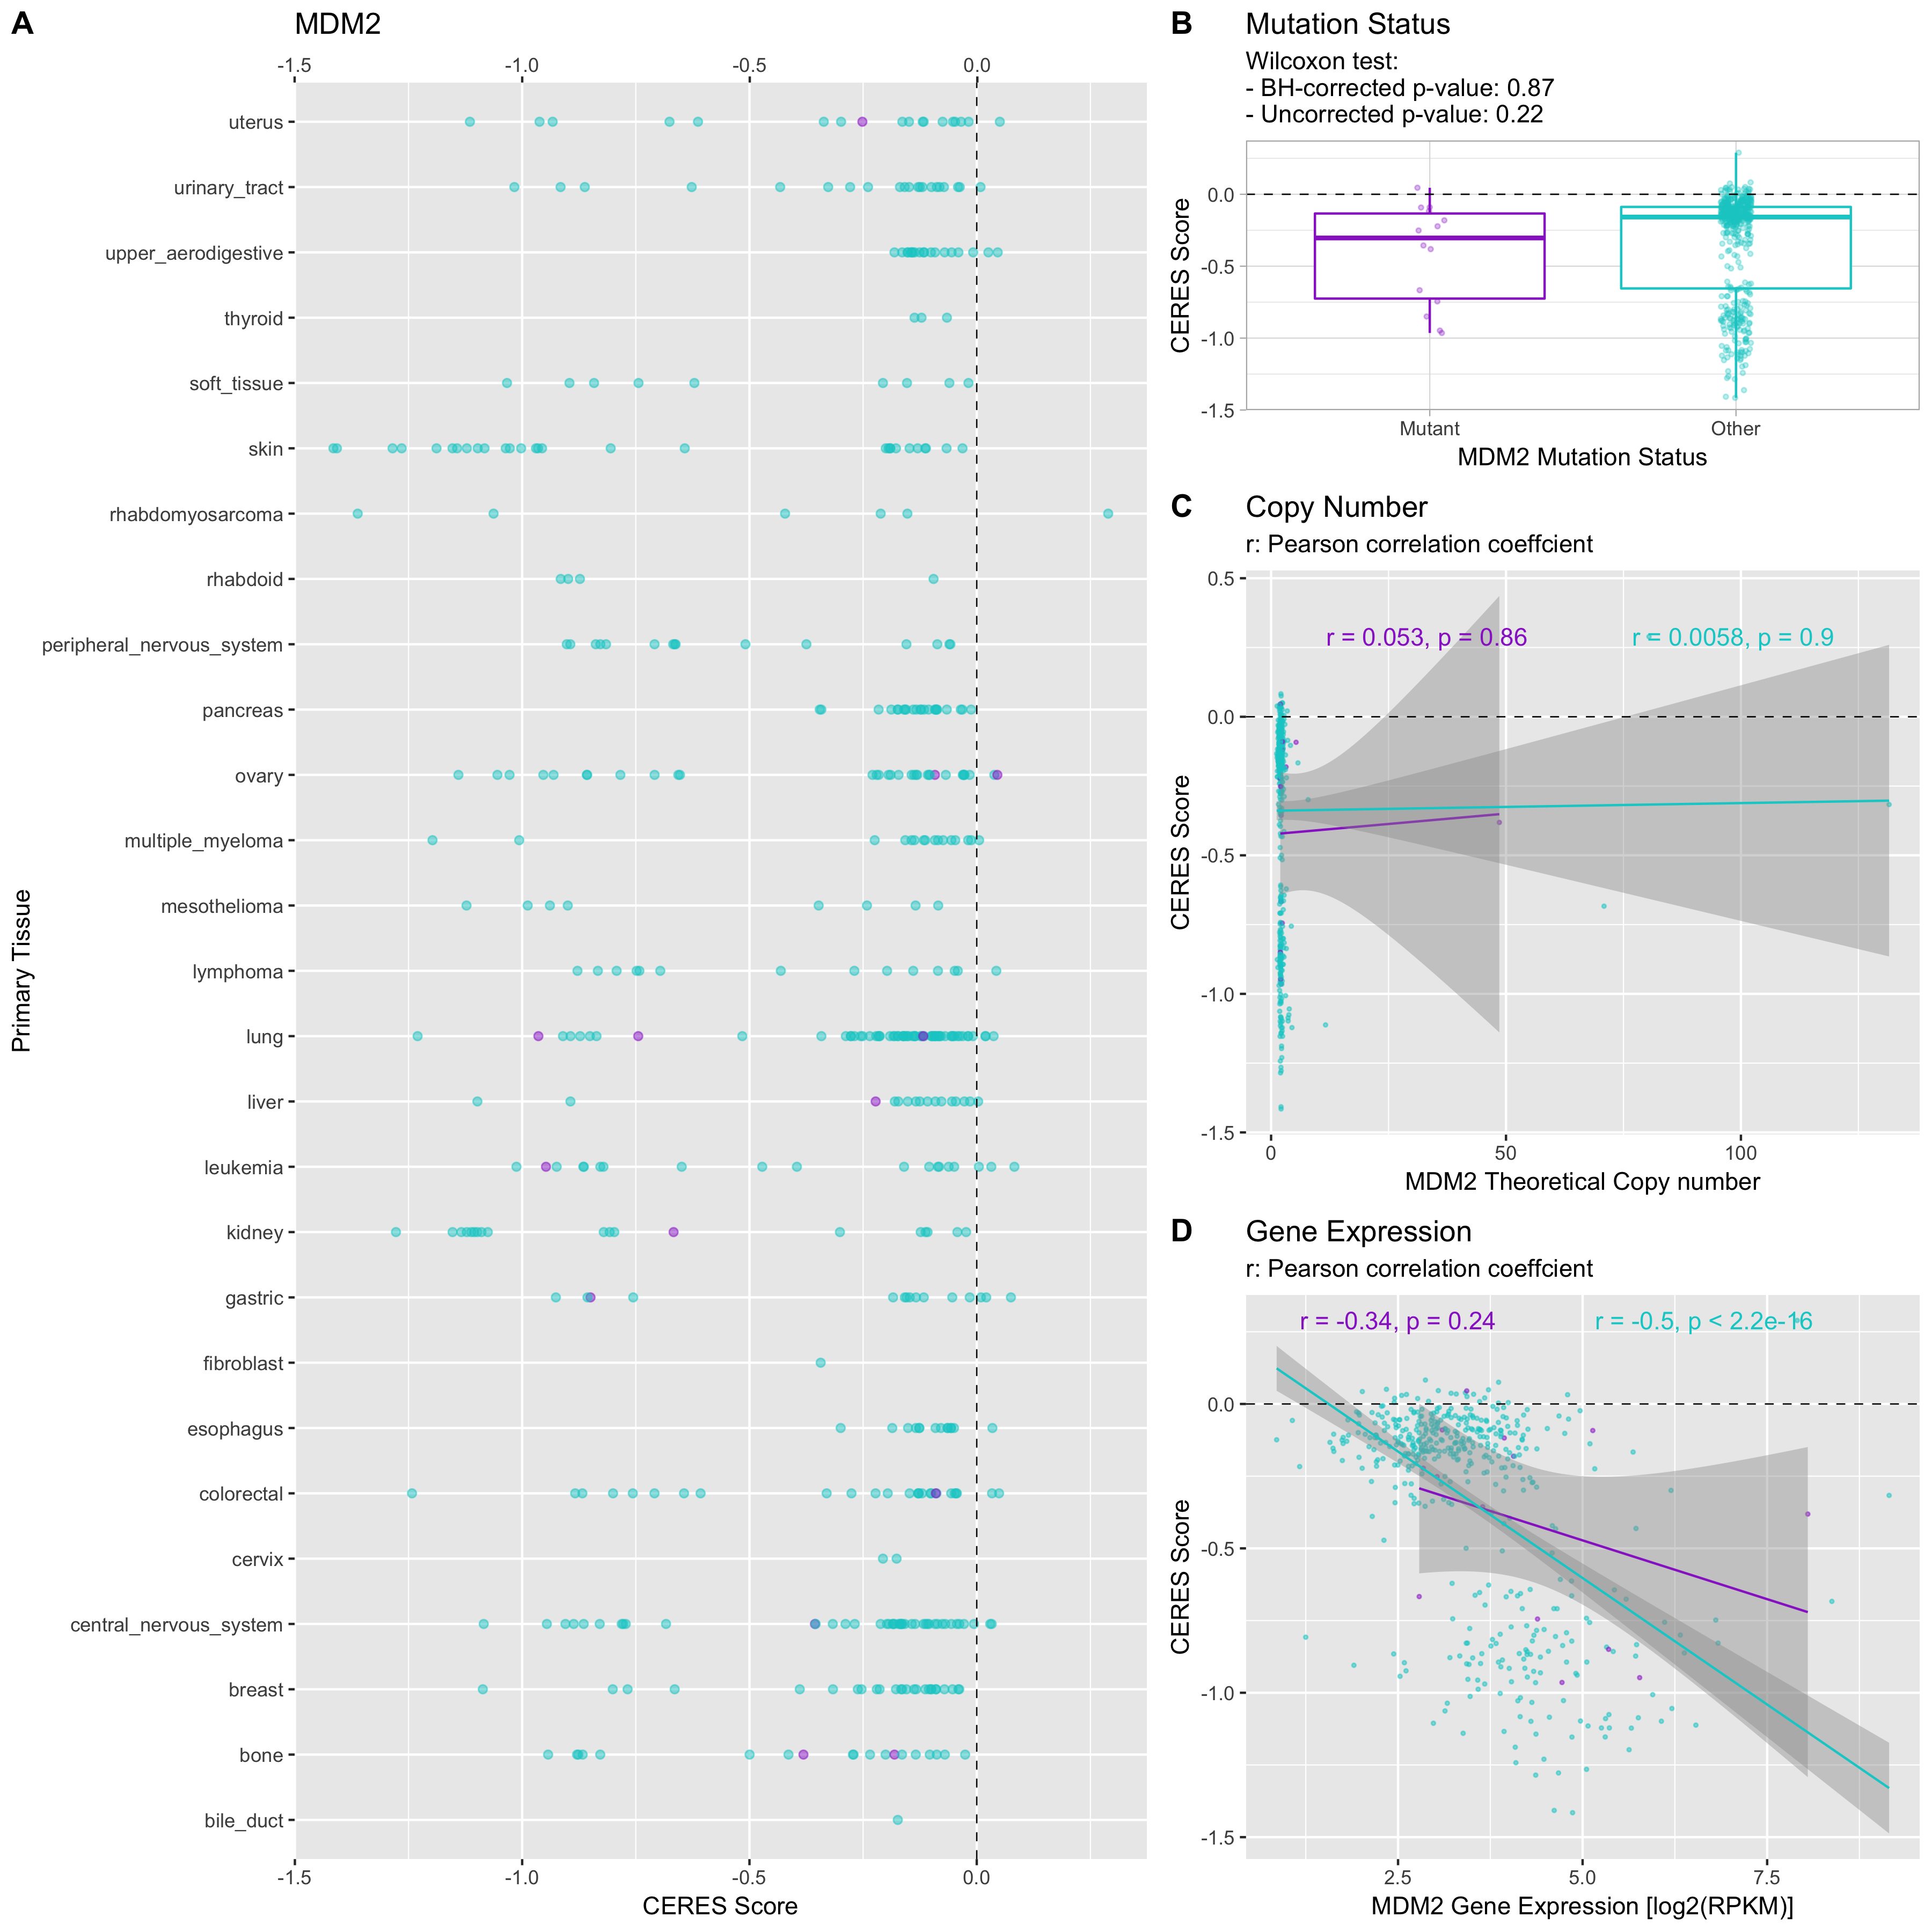 A
MDM2
-1.5 -1.0 -0.5 0.0
Primary Tissue
uterus
urinary_tract
upper_aerodigestive
thyroid
soft_tissue
skin
rhabdomyosarcoma
rhabdoid
peripheral_nervous_system
pancreas
ovary
multiple_myeloma
mesothelioma
lymphoma
lung
liver
leukemia
kidney
gastric
fibroblast
esophagus
colorectal
cervix
central_nervous_system
breast
bone
bile_duct
-1.5 -1.0 -0.5 0.0
CERES Score
B
Mutation Status
Wilcoxon test:
- BH-corrected p-value: 0.87
- Uncorrected p-value: 0.22
CERES Score
0.0
-0.5
-1.0
-1.5
Mutant Other
MDM2 Mutation Status
C
Copy Number
r: Pearson correlation coeffcient
r = 0.053, p = 0.86 r = 0.0058, p = 0.9
CERES Score
0.5
0.0
-0.5
-1.0
-1.5
0 50 100
MDM2 Theoretical Copy number
D
Gene Expression
r: Pearson correlation coeffcient
r = -0.34, p = 0.24 r = -0.5, p < 2.2e-16
CERES Score
0.0
-0.5
-1.0
-1.5
2.5 5.0 7.5
MDM2 Gene Expression [log2(RPKM)]